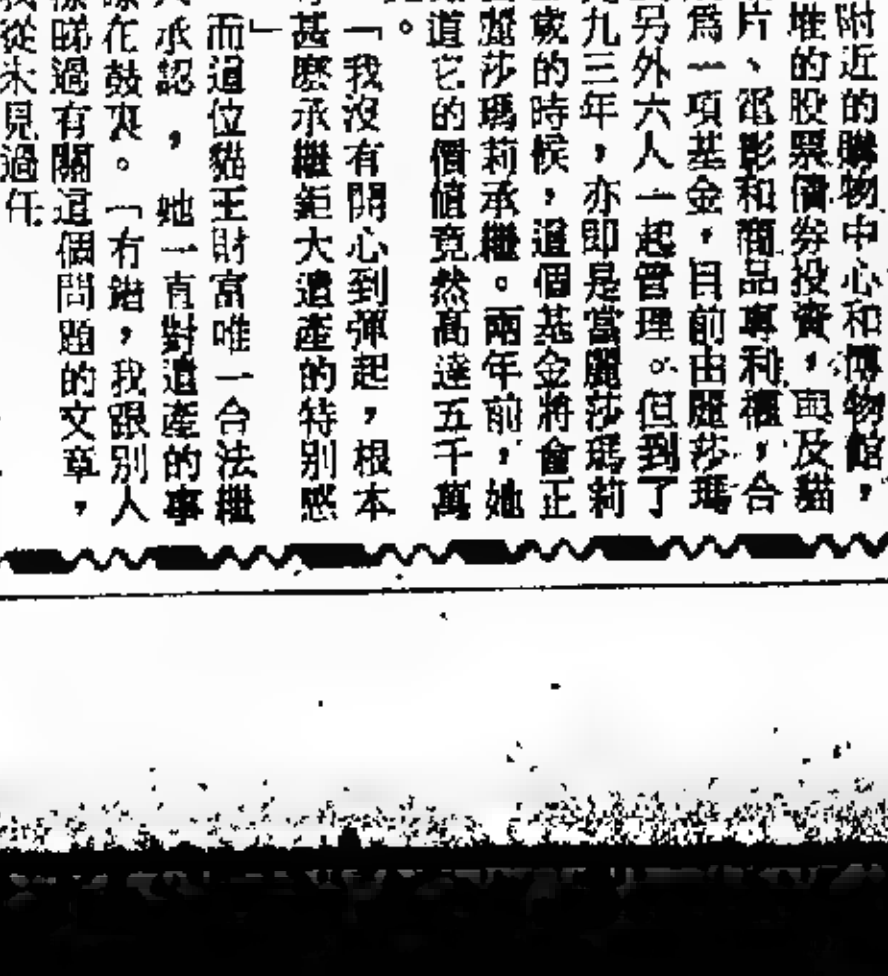 附近的購物中心和博物館，
堆的股票債券投資，與及貓
片、電影和商品專利權，合
為一項基金，目前由麗莎瑪
另外六人一起管理。但到了
九三年，亦即是當麗莎瑪莉
歲的時候，這個基金將會正
麗莎瑪莉承繼。兩年前，她
道它的價值竟然高達五千萬
。
「我沒有開心到彈起，根本
甚麼承繼鉅大遺產的特別感
」
而這位貓王財富唯一合法繼
承認，她一直對遺產的事
在鼓裏。「冇錯，我跟別人
睇過有關這個問題的文章，
從未見過任